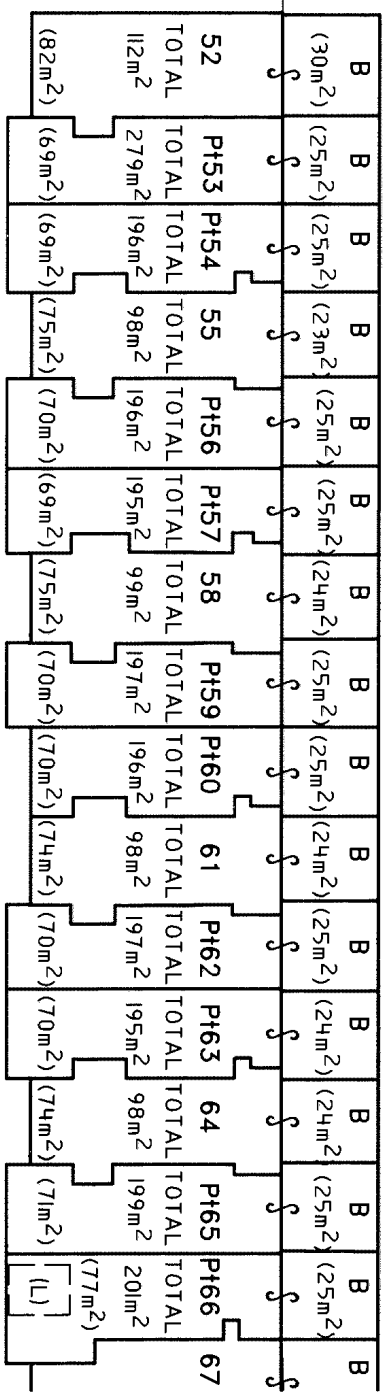 B
(30m²)
52
TOTAL
112m²
(82m²)
B
(25m²)
Pt53
TOTAL
279m²
(69m²)
B
(25m²)
Pt54
TOTAL
196m²
(69m²)
B
(23m²)
55
TOTAL
98m²
(75m²)
B
(25m²)
Pt56
TOTAL
196m²
(70m²)
B
(25m²)
Pt57
TOTAL
195m²
(69m²)
B
(24m²)
58
TOTAL
99m²
(75m²)
B
(25m²)
Pt59
TOTAL
197m²
(70m²)
B
(25m²)
Pt60
TOTAL
196m²
(70m²)
B
(24m²)
61
TOTAL
98m²
(74m²)
B
(25m²)
Pt62
TOTAL
197m²
(70m²)
B
(24m²)
Pt63
TOTAL
195m²
(70m²)
B
(24m²)
64
TOTAL
98m²
(74m²)
B
(25m²)
Pt65
TOTAL
199m²
(71m²)
B
(25m²)
Pt66
TOTAL
201m²
(77m²)
(L)
B
67